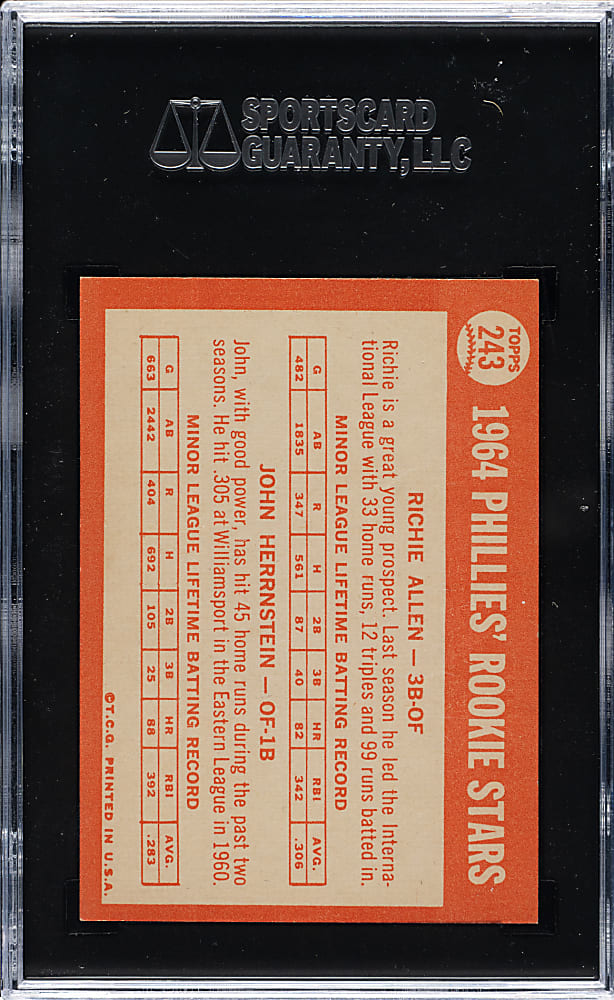 SPORTSCARD
GUARANTY, LLC
TOPPS
243
1964 PHILLIES' ROOKIE STARS
RICHIE ALLEN — 3B-OF
Richie is a great young prospect. Last season he led the Interna-
tional League with 33 home runs, 12 triples and 99 runs batted in.
MINOR LEAGUE LIFETIME BATTING RECORD
G AB R H 2B 3B HR RBI AVG.
482 1835 347 561 87 40 82 342 .306
JOHN HERRNSTEIN — OF-1B
John, with good power, has hit 45 home runs during the past two
seasons. He hit .305 at Williamsport in the Eastern League in 1960.
MINOR LEAGUE LIFETIME BATTING RECORD
G AB R H 2B 3B HR RBI AVG.
663 2442 404 692 105 25 88 392 .283
©T.C.G. PRINTED IN U.S.A.